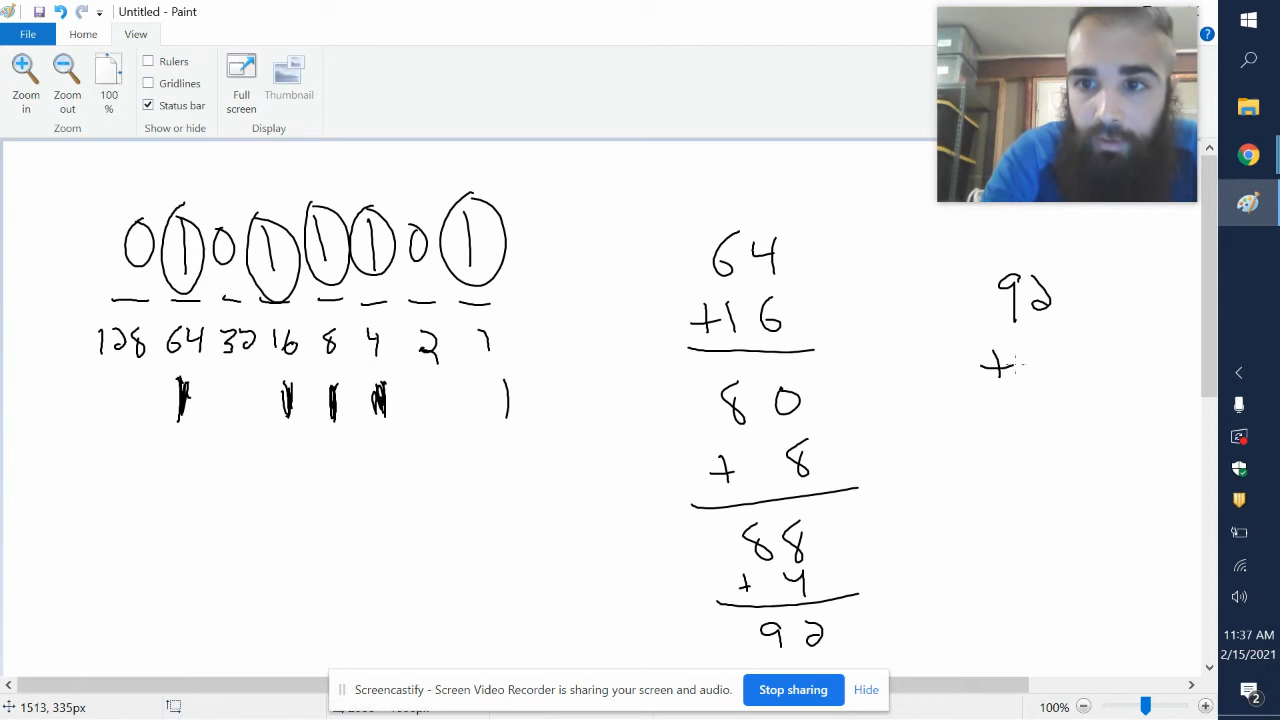 Untitled - Paint
File Home View
Zoom in
Zoom out
100 %
Zoom
Rulers
Gridlines
Status bar
Show or hide
Full screen
Thumbnail
Display
0 1 0 1 1 1 0 1
128 64 32 16 8 4 2 1
64
+16
80
+ 8
88
+ 4
92
92
+
Screencastify - Screen Video Recorder is sharing your screen and audio.
Stop sharing
Hide
1513, 335px
100%
11:37 AM
2/15/2021
2